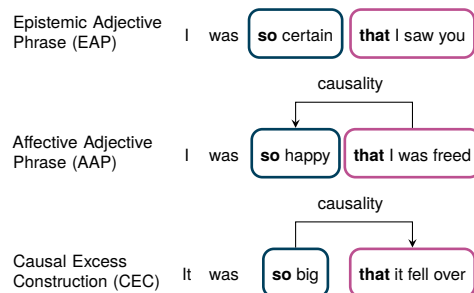 Epistemic Adjective
Phrase (EAP) I was so certain that I saw you
causality
Affective Adjective
Phrase (AAP) I was so happy that I was freed
causality
Causal Excess
Construction (CEC) It was so big that it fell over